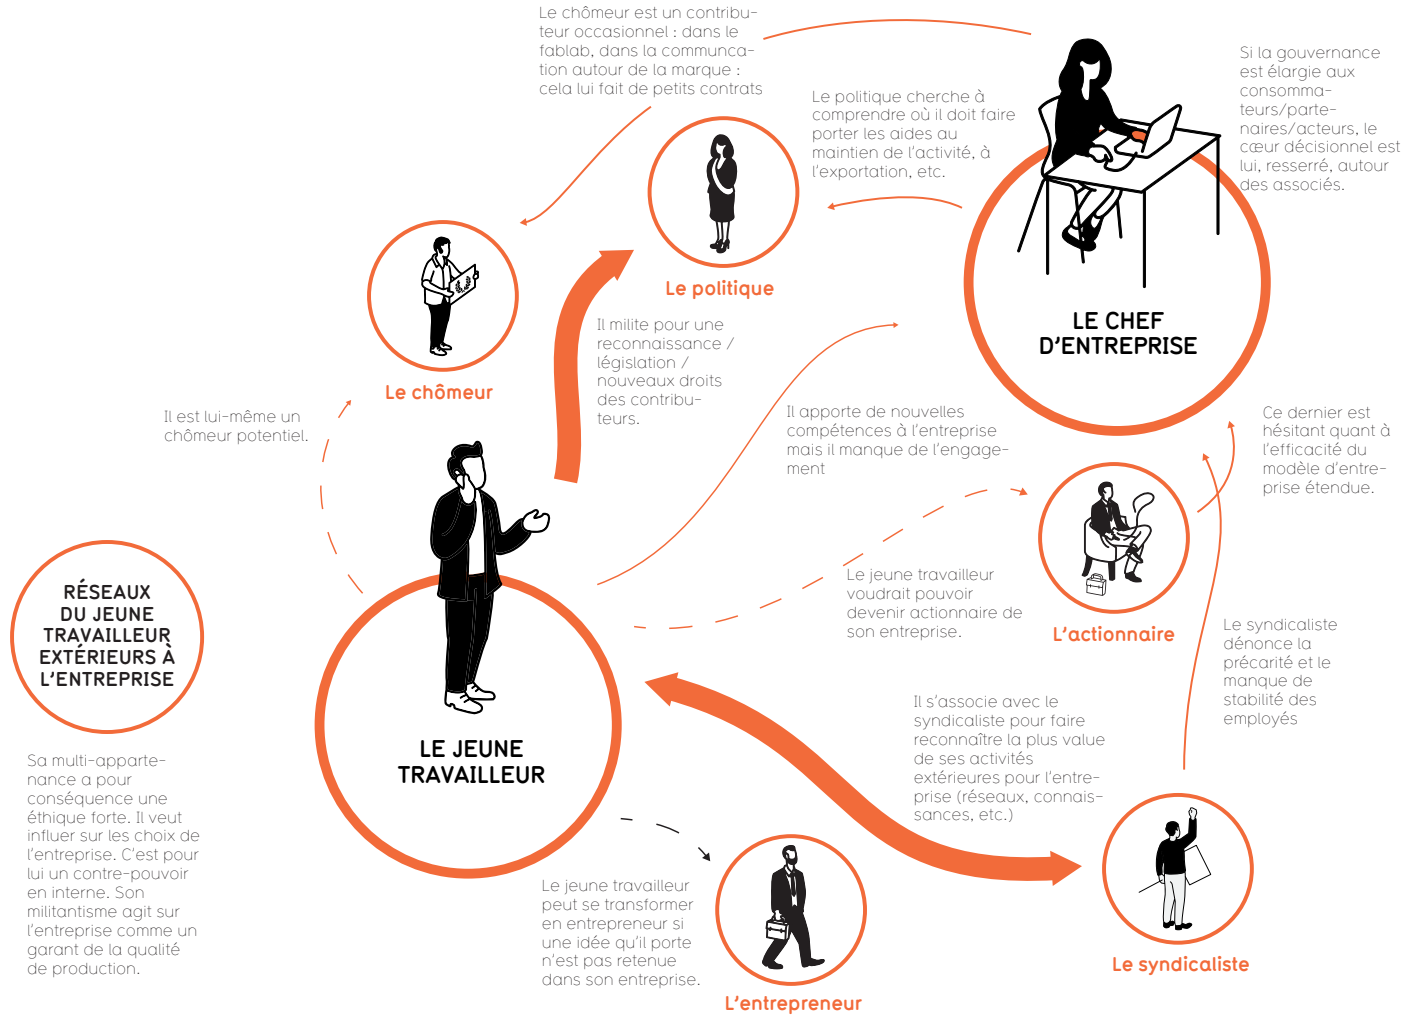 Le chômeur est un contribu-
teur occasionnel : dans le
fablab, dans la communca-
tion autour de la marque :
cela lui fait de petits contrats
Le politique cherche à
comprendre où il doit faire
porter les aides au
maintien de l'activité, à
l'exportation, etc.
Si la gouvernance
est élargie aux
consomma-
teurs/parte-
naires/acteurs, le
cœur décisionnel est
lui, resserré, autour
des associés.
Le politique
LE CHEF
D'ENTREPRISE
Il milite pour une
reconnaissance /
législation /
nouveaux droits
des contribu-
teurs.
Le chômeur
Il est lui-même un
chômeur potentiel.
Il apporte de nouvelles
compétences à l'entreprise
mais il manque de l'engage-
ment
Ce dernier est
hésitant quant à
l'efficacité du
modèle d'entre-
prise étendue.
RÉSEAUX
DU JEUNE
TRAVAILLEUR
EXTÉRIEURS À
L'ENTREPRISE
Le jeune travailleur
voudrait pouvoir
devenir actionnaire de
son entreprise.
L'actionnaire
Le syndicaliste
dénonce la
précarité et le
manque de
stabilité des
employés
Sa multi-apparte-
nance a pour
conséquence une
éthique forte. Il veut
influer sur les choix de
l'entreprise. C'est pour
lui un contre-pouvoir
en interne. Son
militantisme agit sur
l'entreprise comme un
garant de la qualité
de production.
LE JEUNE
TRAVAILLEUR
Il s'associe avec le
syndicaliste pour faire
reconnaître la plus value
de ses activités
extérieures pour l'entre-
prise (réseaux, connais-
sances, etc.)
Le jeune travailleur
peut se transformer
en entrepreneur si
une idée qu'il porte
n'est pas retenue
dans son entreprise.
L'entrepreneur
Le syndicaliste